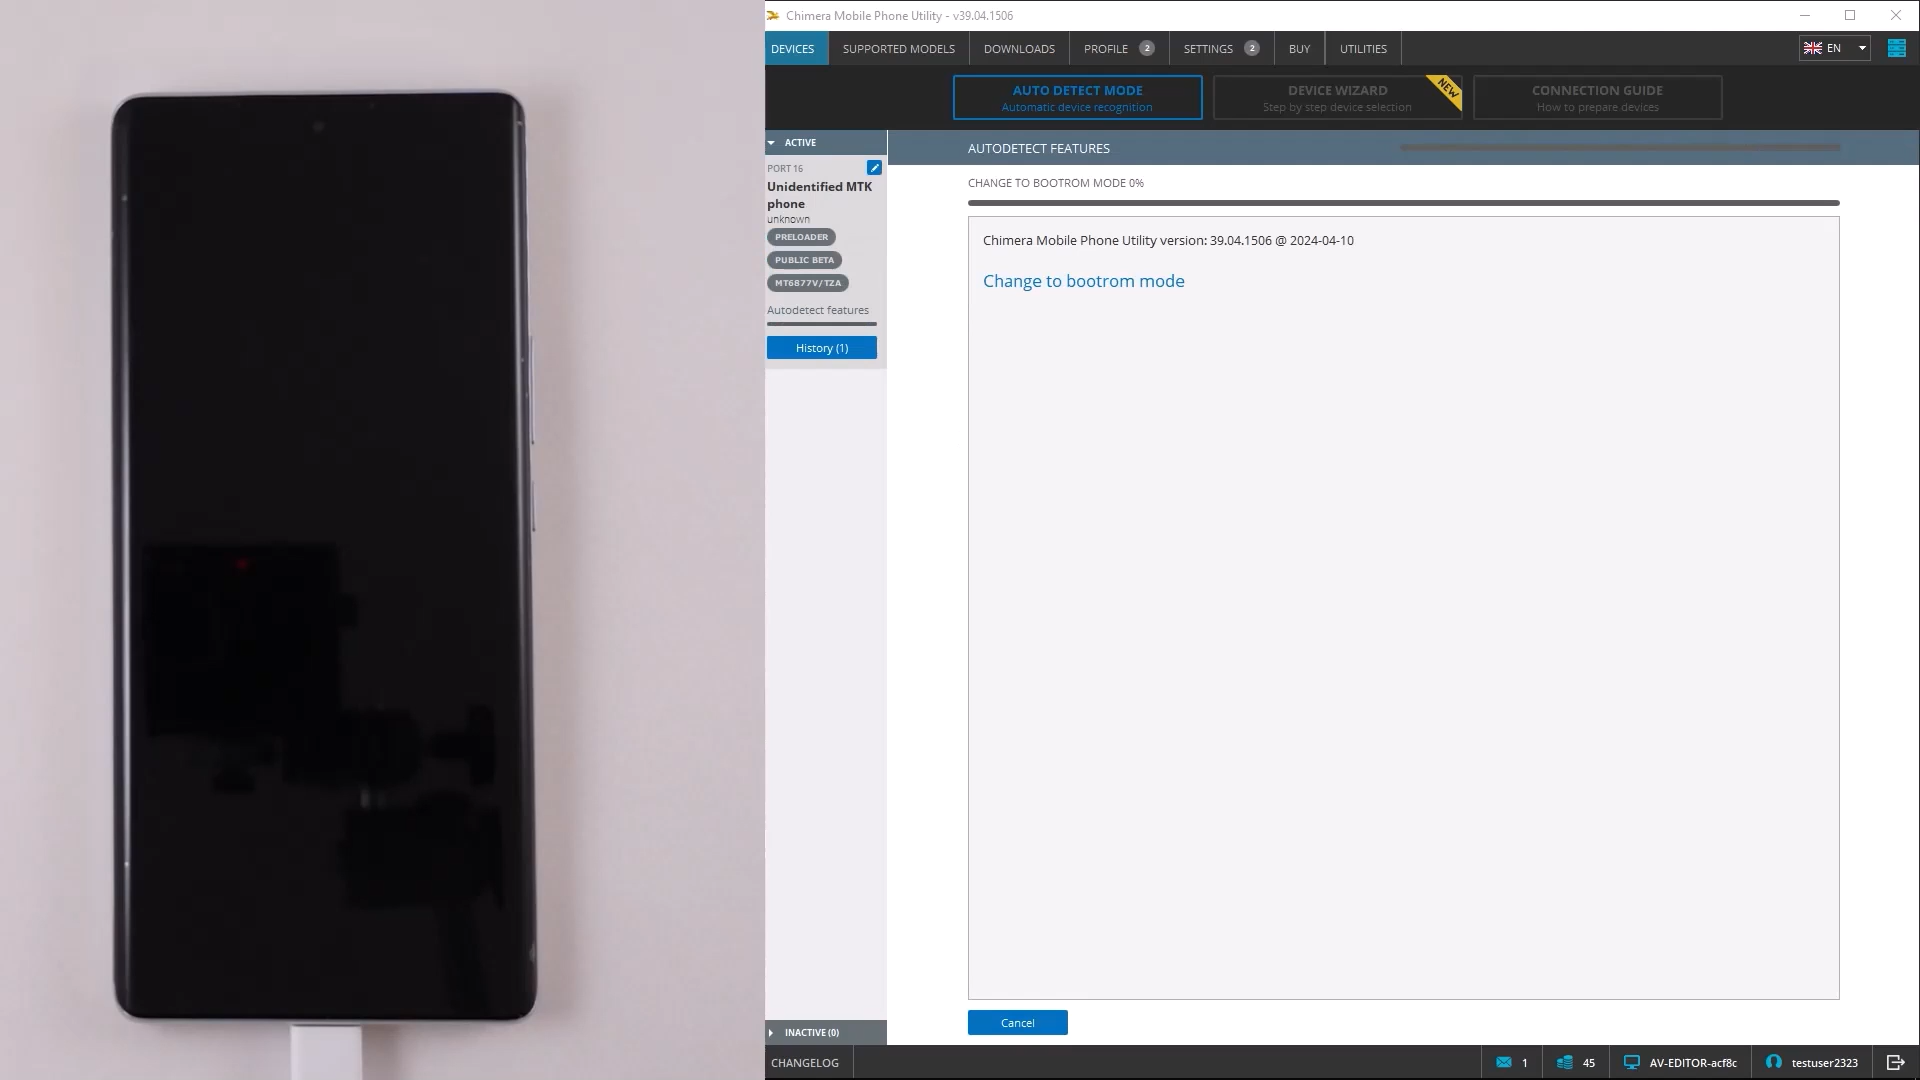 Chimera Mobile Phone Utility - v39.04.1506
DEVICES
SUPPORTED MODELS
DOWNLOADS
PROFILE 2
SETTINGS 2
BUY
UTILITIES
EN
AUTO DETECT MODE
Automatic device recognition
DEVICE WIZARD
Step by step device selection
NEW
CONNECTION GUIDE
How to prepare devices
ACTIVE
PORT 16
Unidentified MTK
phone
unknown
PRELOADER
PUBLIC BETA
MT6877V/TZA
Autodetect features
History (1)
AUTODETECT FEATURES
CHANGE TO BOOTROM MODE 0%
Chimera Mobile Phone Utility version: 39.04.1506 @ 2024-04-10
Change to bootrom mode
Cancel
INACTIVE (0)
CHANGELOG
1
45
AV-EDITOR-acf8c
testuser2323